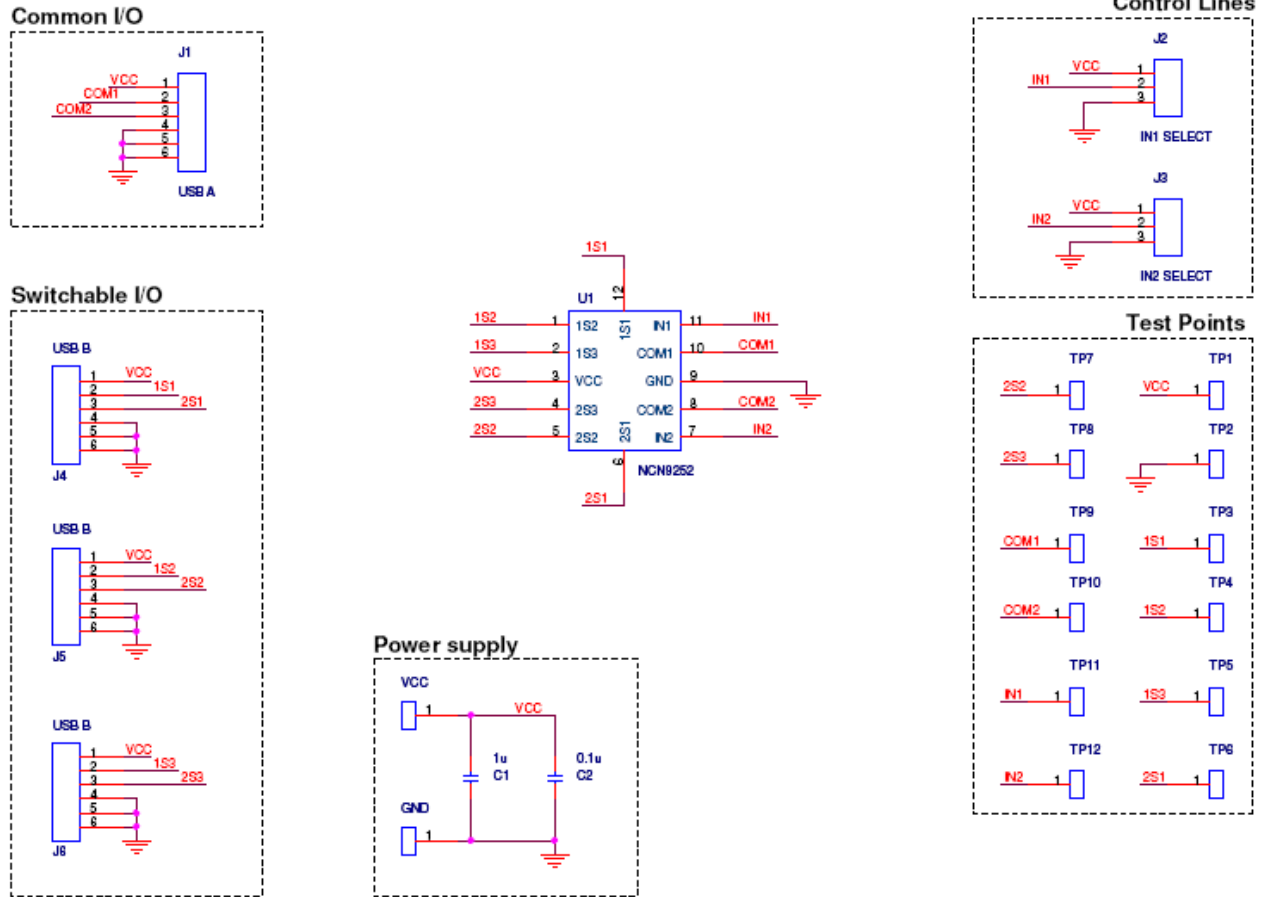 Common I/O
J1
VCC 1
COM1 2
COM2 3
4
5
6
USB A
Switchable I/O
USB B
1 VCC
2 1S1
3 2S1
4
5
6
J4
USB B
1 VCC
2 1S2
3 2S2
4
5
6
J5
USB B
1 VCC
2 1S3
3 2S3
4
5
6
J6
1S1
12
U1
1S2 1 1S2 1S1 IN1 11 IN1
1S3 2 1S3 COM1 10 COM1
VCC 3 VCC GND 9
2S3 4 2S3 COM2 8 COM2
2S2 5 2S2 2S1 IN2 7 IN2
6
NCN9252
2S1
Power supply
VCC
1 VCC
1u 0.1u
C1 C2
GND
1
Control Lines
J2
VCC 1
IN1 2
3
IN1 SELECT
J3
VCC 1
IN2 2
3
IN2 SELECT
Test Points
TP7 TP1
2S2 1 VCC 1
TP8 TP2
2S3 1 1
TP9 TP3
COM1 1 1S1 1
TP10 TP4
COM2 1 1S2 1
TP11 TP5
IN1 1 1S3 1
TP12 TP6
IN2 1 2S1 1